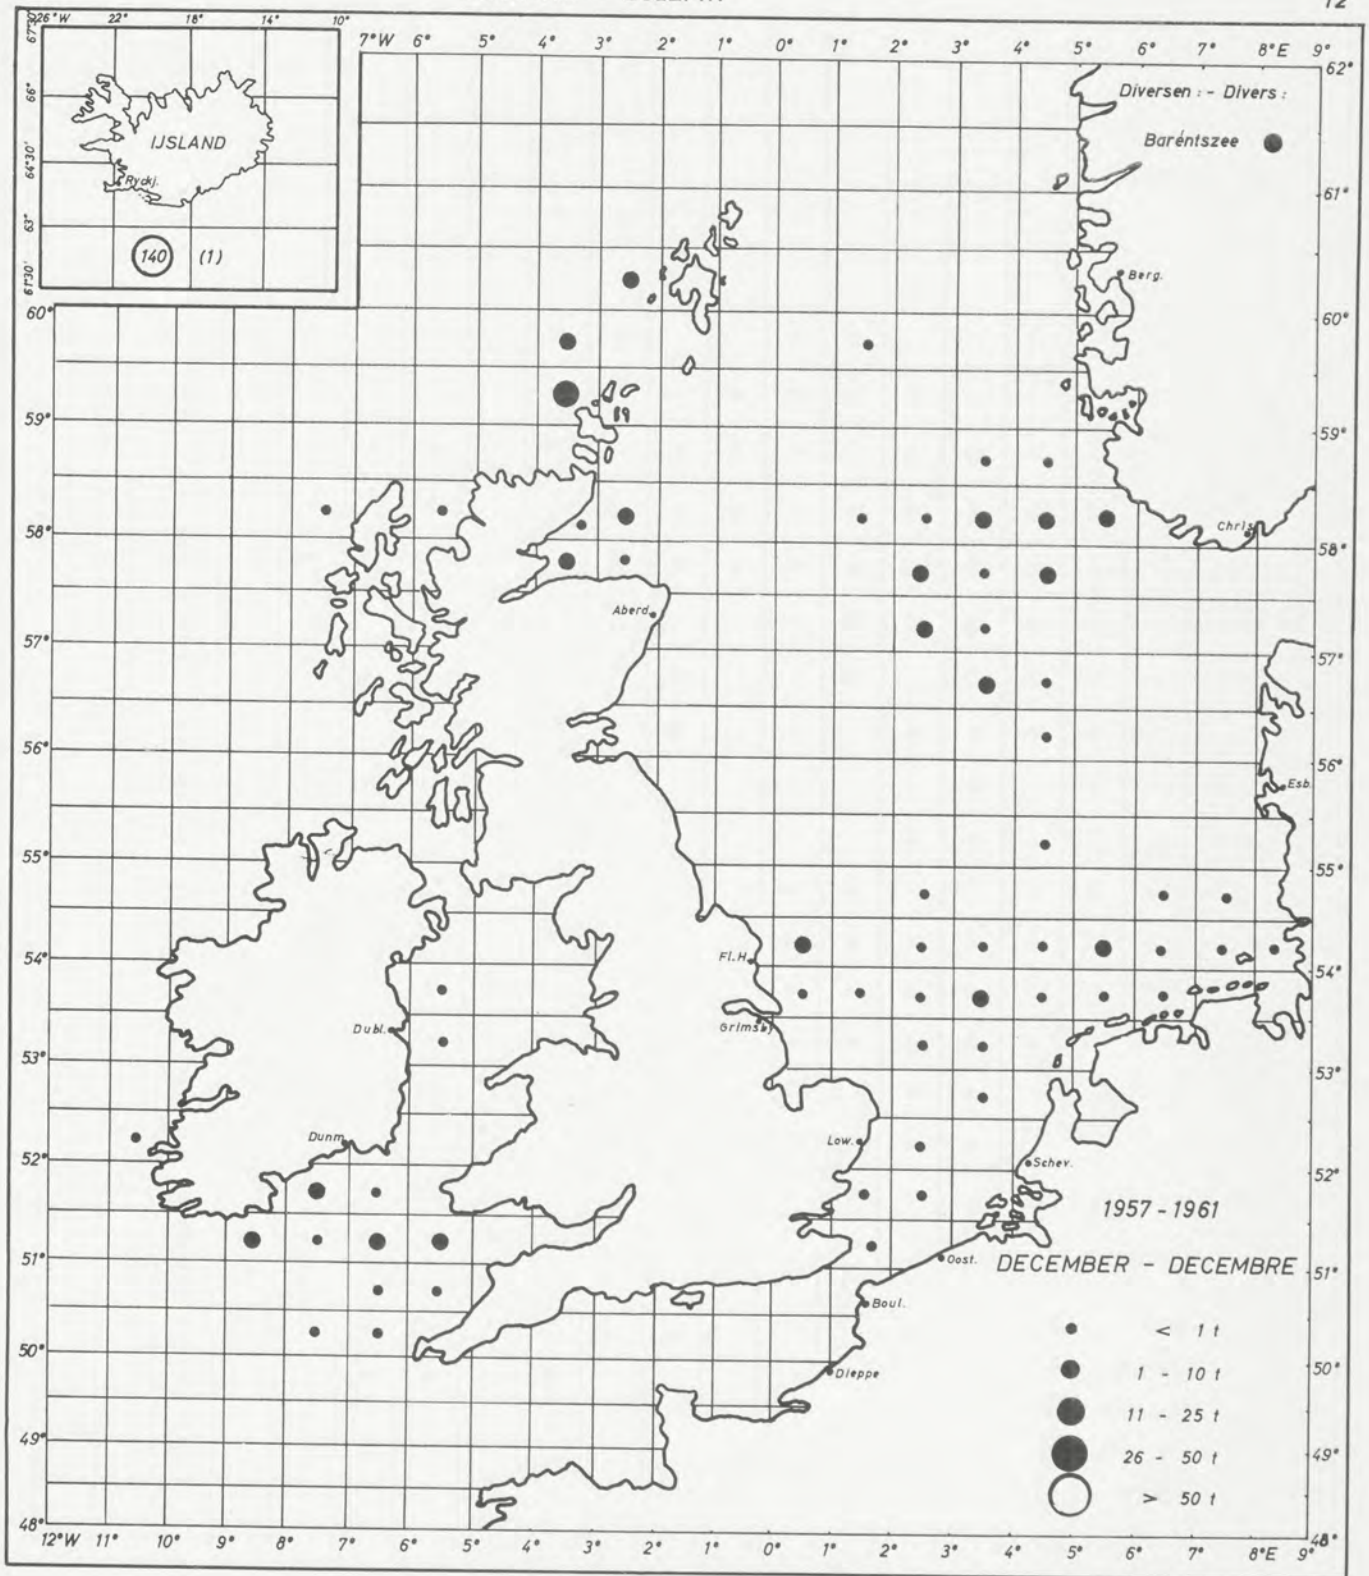 12
26°W 22° 18° 14° 10°
67°30'
66°
64°30'
63°
61°30'
IJSLAND
Ryckj.
140 (1)
7°W 6° 5° 4° 3° 2° 1° 0° 1° 2° 3° 4° 5° 6° 7° 8°E 9°
Diversen : - Divers :
Baréntszee
62°
61°
60° 60°
59° 59°
58° 58°
57° 57°
56° 56°
55° 55°
54° 54°
53° 53°
52° 52°
51° 51°
50° 50°
49° 49°
48° 48°
Berg.
Chris.
Aberd.
Esb.
Fl.H.
Dubl.
Grimsby
Dunm.
Low.
Schev.
Oost.
Boul.
Dieppe
1957 - 1961
DECEMBER - DECEMBRE
< 1 t
1 - 10 t
11 - 25 t
26 - 50 t
> 50 t
12°W 11° 10° 9° 8° 7° 6° 5° 4° 3° 2° 1° 0° 1° 2° 3° 4° 5° 6° 7° 8°E 9°